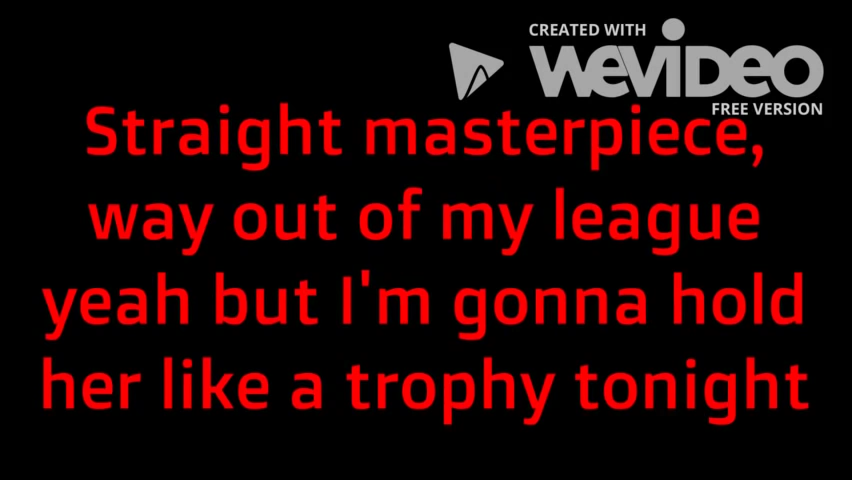 CREATED WITH
WEVIDEO
FREE VERSION
Straight masterpiece,
way out of my league
yeah but I'm gonna hold
her like a trophy tonight